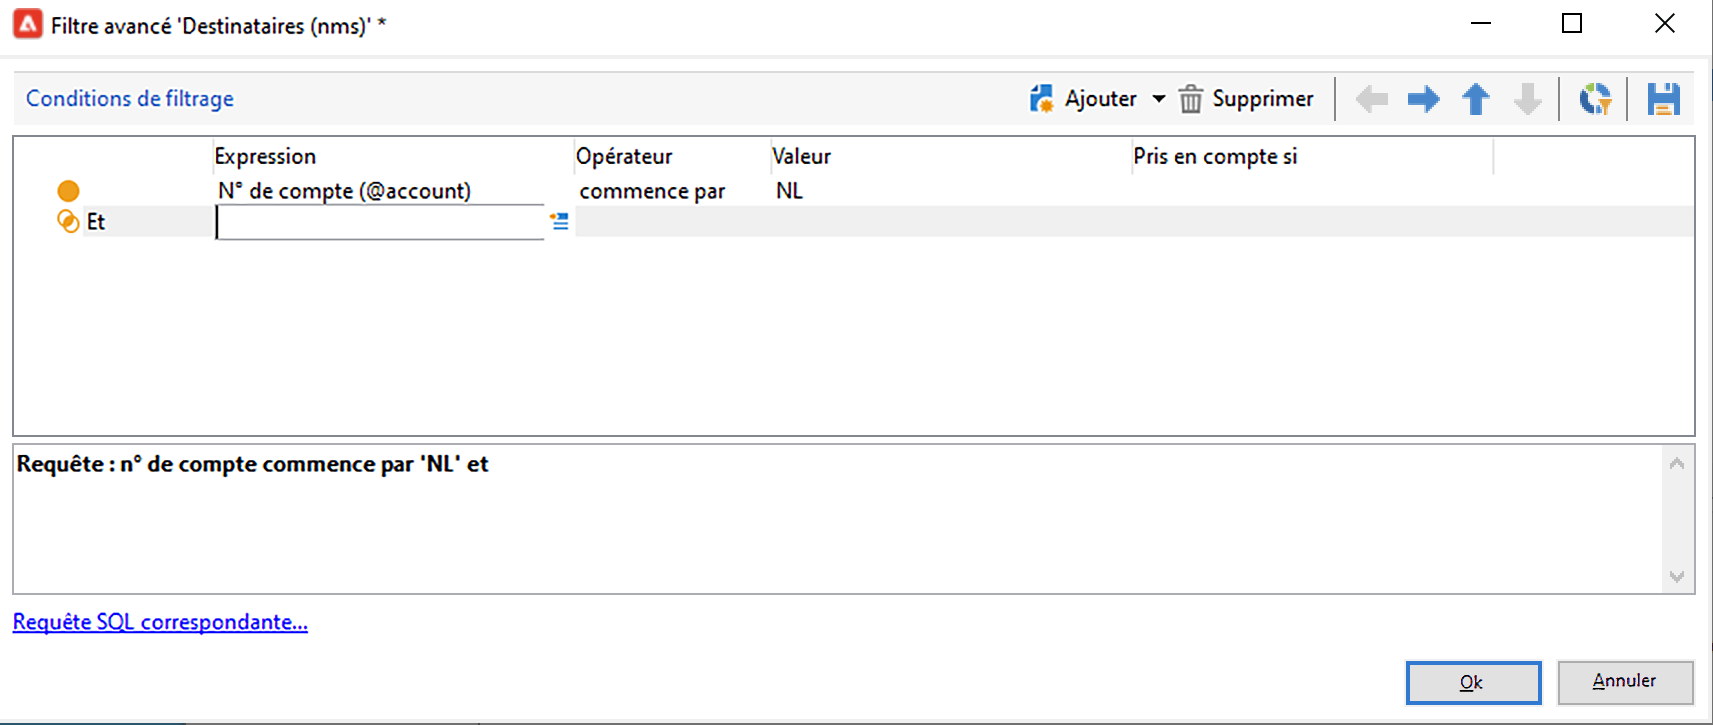 Filtre avancé 'Destinataires (nms)' *
Conditions de filtrage Ajouter Supprimer
Expression Opérateur Valeur Pris en compte si
N° de compte (@account) commence par NL
Et
Requête : n° de compte commence par 'NL' et
Requête SQL correspondante...
Ok Annuler